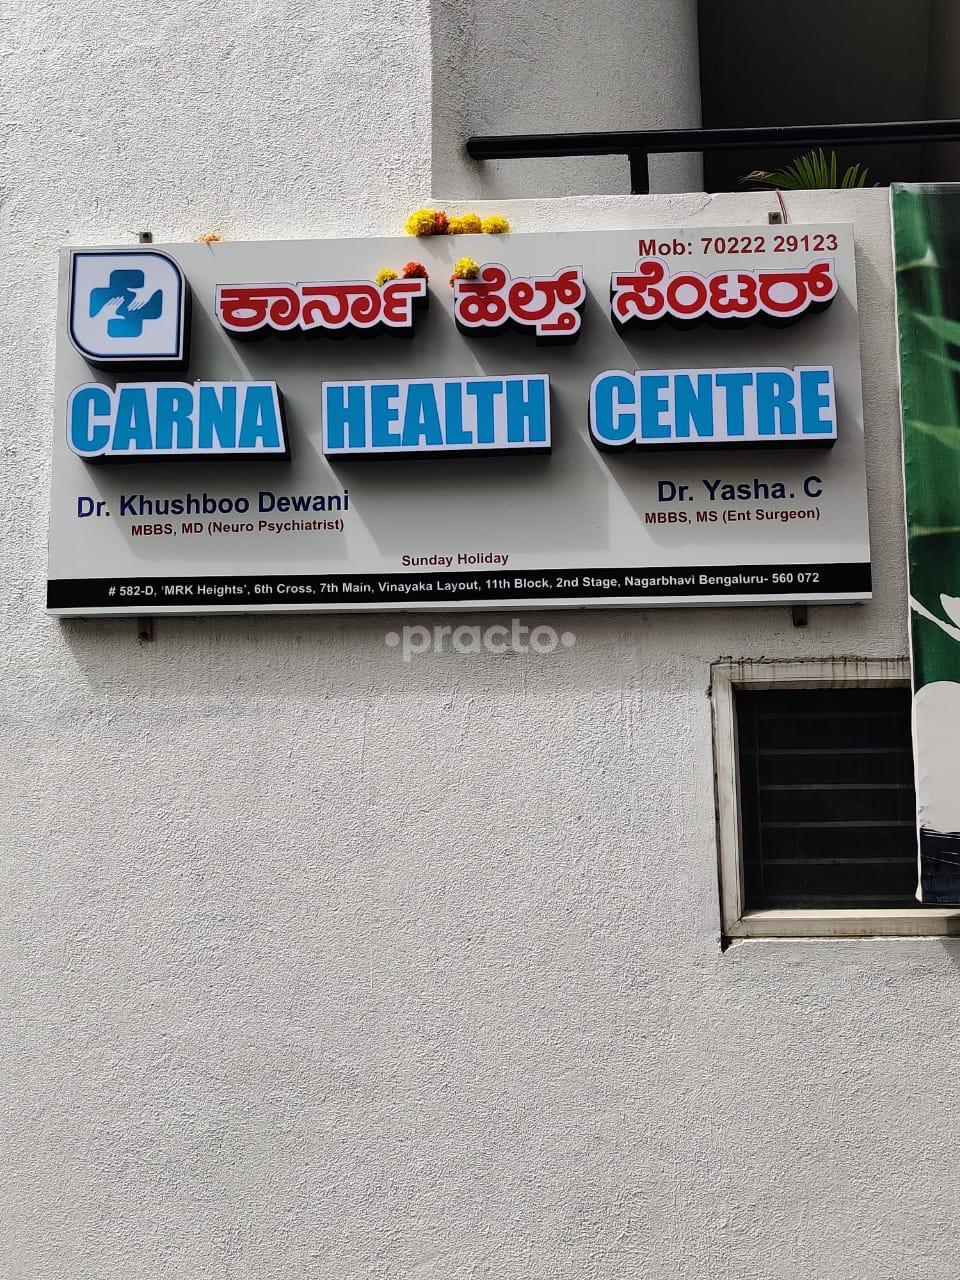 Mob: 70222 29123
ಕಾರ್ನಾ ಹೆಲ್ತ್ ಸೆಂಟರ್
CARNA HEALTH CENTRE
Dr. Khushboo Dewani
MBBS, MD (Neuro Psychiatrist)
Dr. Yasha. C
MBBS, MS (Ent Surgeon)
Sunday Holiday
# 582-D, 'MRK Heights', 6th Cross, 7th Main, Vinayaka Layout, 11th Block, 2nd Stage, Nagarbhavi Bengaluru- 560 072
•practo•